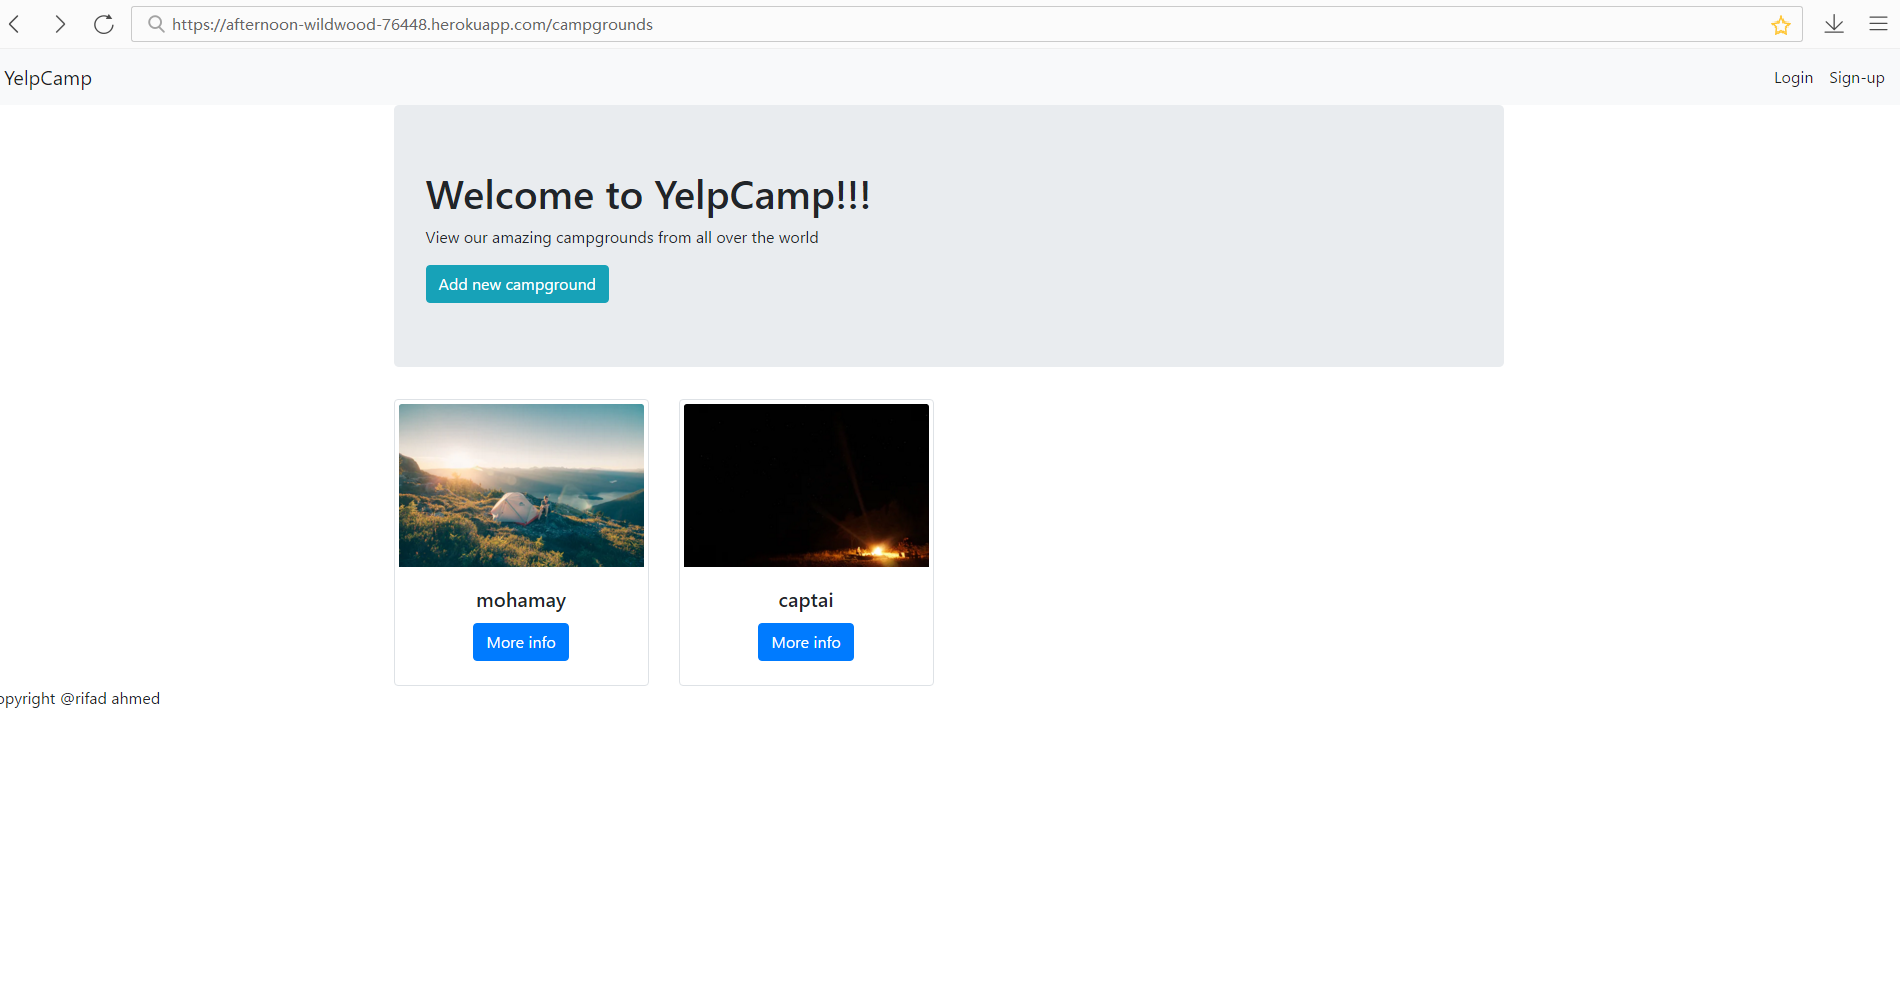 https://afternoon-wildwood-76448.herokuapp.com/campgrounds
YelpCamp Login Sign-up
Welcome to YelpCamp!!!
View our amazing campgrounds from all over the world
Add new campground
mohamay captai
More info More info
opyright @rifad ahmed